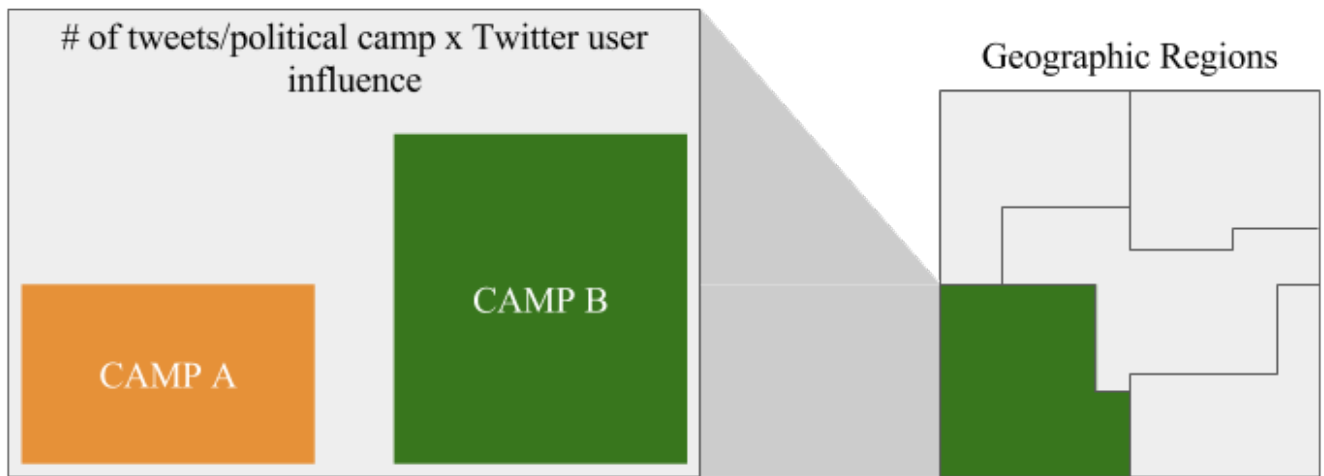 # of tweets/political camp x Twitter user
influence
Geographic Regions
CAMP B
CAMP A